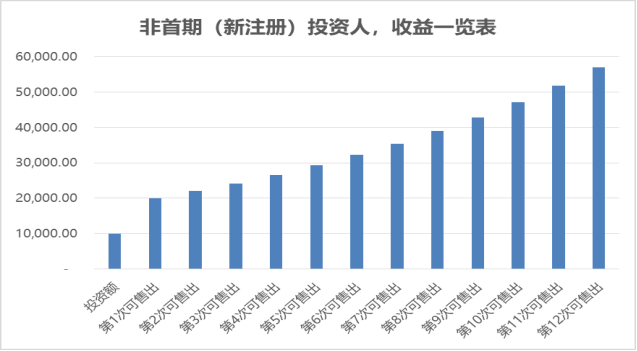 非首期（新注册）投资人，收益一览表
60,000.00
50,000.00
40,000.00
30,000.00
20,000.00
10,000.00
-
投资额
第1次可售出
第2次可售出
第3次可售出
第4次可售出
第5次可售出
第6次可售出
第7次可售出
第8次可售出
第9次可售出
第10次可售出
第11次可售出
第12次可售出